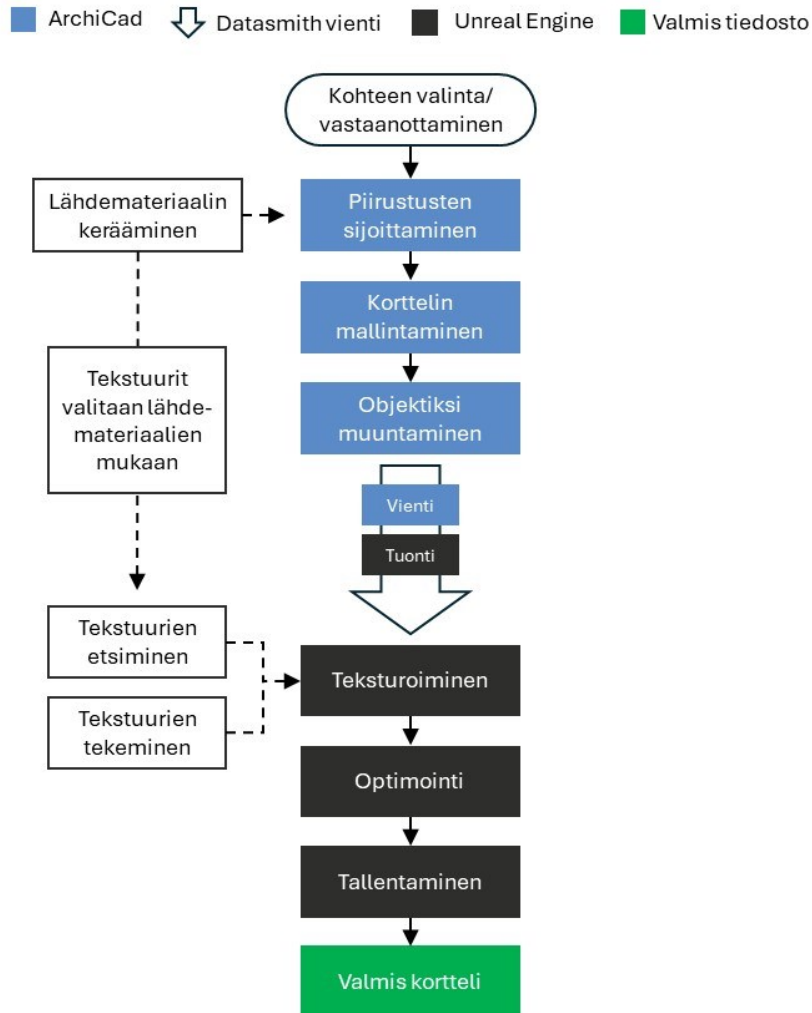 ArchiCad
Datasmith vienti
Unreal Engine
Valmis tiedosto
Kohteen valinta/
vastaanottaminen
Lähdemateriaalin
kerääminen
Piirustusten
sijoittaminen
Korttelin
mallintaminen
Tekstuurit
valitaan lähde-
materiaalien
mukaan
Objektiksi
muuntaminen
Vienti
Tuonti
Tekstuurien
etsiminen
Tekstuurien
tekeminen
Teksturoiminen
Optimointi
Tallentaminen
Valmis kortteli